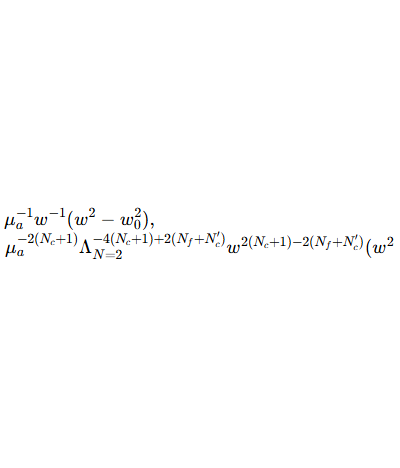 μ_a^{-1}w^{-1}(w^2 − w_0^2),
μ_a^{-2(N_c+1)}Λ_{N=2}^{-4(N_c+1)+2(N_f+N_c′)}w^{2(N_c+1)−2(N_f+N_c′)}(w^2